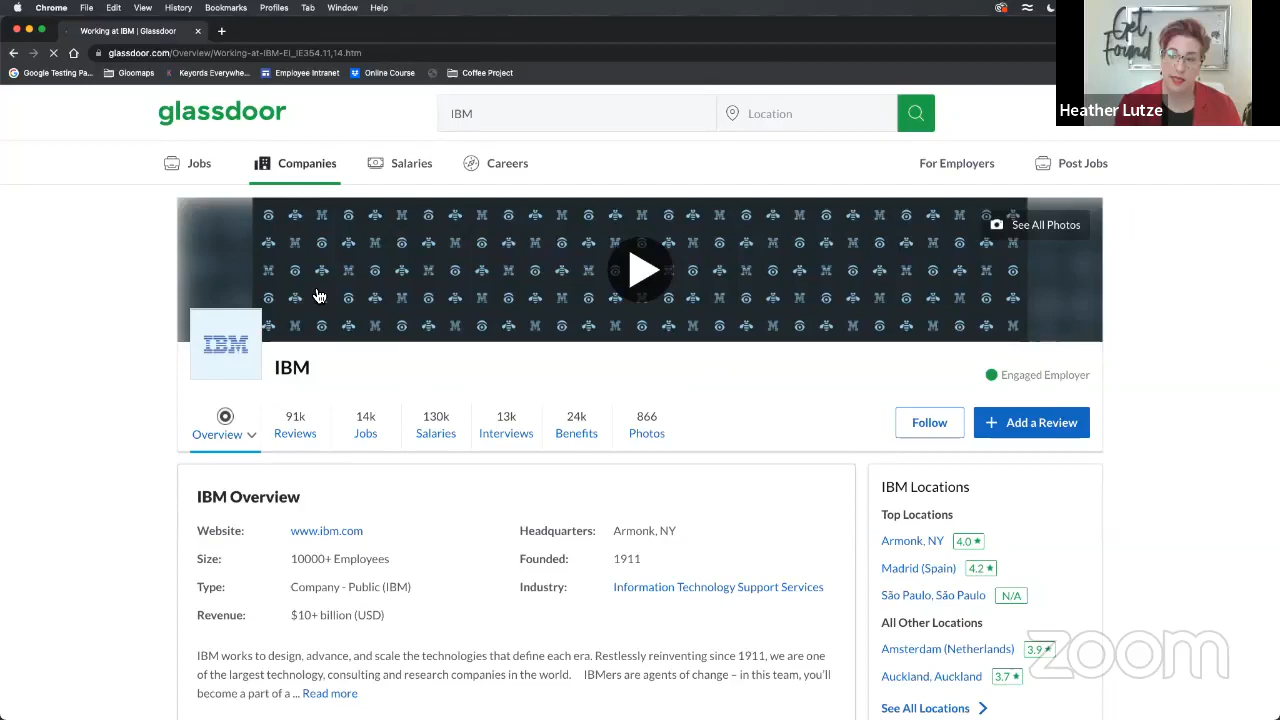 Chrome File Edit View History Bookmarks Profiles Tab Window Help
Working at IBM | Glassdoor
glassdoor.com/Overview/Working-at-IBM-EI_IE354.11,14.htm
Google Testing Pa... Gloomaps Keyords Everywhe... Employee Intranet Online Course Coffee Project
Get
Found
Heather Lutze
glassdoor
IBM
Location
Jobs Companies Salaries Careers For Employers Post Jobs
See All Photos
IBM
IBM
Engaged Employer
Overview
91k
Reviews
14k
Jobs
130k
Salaries
13k
Interviews
24k
Benefits
866
Photos
Follow
+ Add a Review
IBM Overview
Website: www.ibm.com
Headquarters: Armonk, NY
Size: 10000+ Employees
Founded: 1911
Type: Company - Public (IBM)
Industry: Information Technology Support Services
Revenue: $10+ billion (USD)
IBM works to design, advance, and scale the technologies that define each era. Restlessly reinventing since 1911, we are one
of the largest technology, consulting and research companies in the world. IBMers are agents of change – in this team, you'll
become a part of a ... Read more
IBM Locations
Top Locations
Armonk, NY 4.0 ★
Madrid (Spain) 4.2 ★
São Paulo, São Paulo N/A
All Other Locations
Amsterdam (Netherlands) 3.9 ★
Auckland, Auckland 3.7 ★
See All Locations
zoom